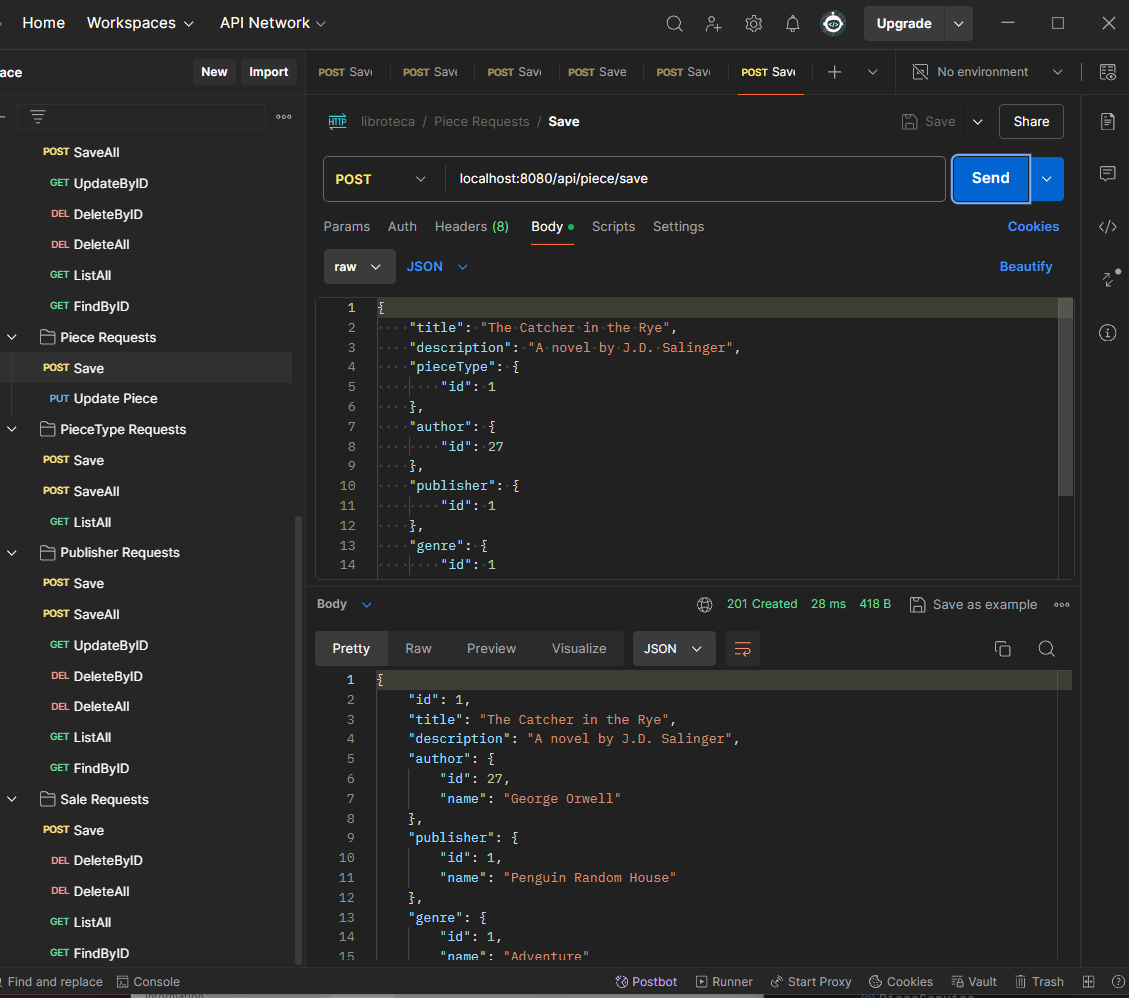 Home Workspaces API Network Upgrade
ace New Import POST Save POST Save POST Save POST Save POST Save POST Save No environment
libroteca / Piece Requests / Save Save Share
POST SaveAll
GET UpdateByID
DEL DeleteByID
DEL DeleteAll
GET ListAll
GET FindByID
Piece Requests
POST Save
PUT Update Piece
PieceType Requests
POST Save
POST SaveAll
GET ListAll
Publisher Requests
POST Save
POST SaveAll
GET UpdateByID
DEL DeleteByID
DEL DeleteAll
GET ListAll
GET FindByID
Sale Requests
POST Save
DEL DeleteByID
DEL DeleteAll
GET ListAll
GET FindByID
HTTP
POST localhost:8080/api/piece/save Send
Params Auth Headers (8) Body Scripts Settings Cookies
raw JSON Beautify
1 {
2 "title": "The Catcher in the Rye",
3 "description": "A novel by J.D. Salinger",
4 "pieceType": {
5 "id": 1
6 },
7 "author": {
8 "id": 27
9 },
10 "publisher": {
11 "id": 1
12 },
13 "genre": {
14 "id": 1
Body 201 Created 28 ms 418 B Save as example
Pretty Raw Preview Visualize JSON
1 {
2 "id": 1,
3 "title": "The Catcher in the Rye",
4 "description": "A novel by J.D. Salinger",
5 "author": {
6 "id": 27,
7 "name": "George Orwell"
8 },
9 "publisher": {
10 "id": 1,
11 "name": "Penguin Random House"
12 },
13 "genre": {
14 "id": 1,
15 "name": "Adventure"
Find and replace Console Postbot Runner Start Proxy Cookies Vault Trash